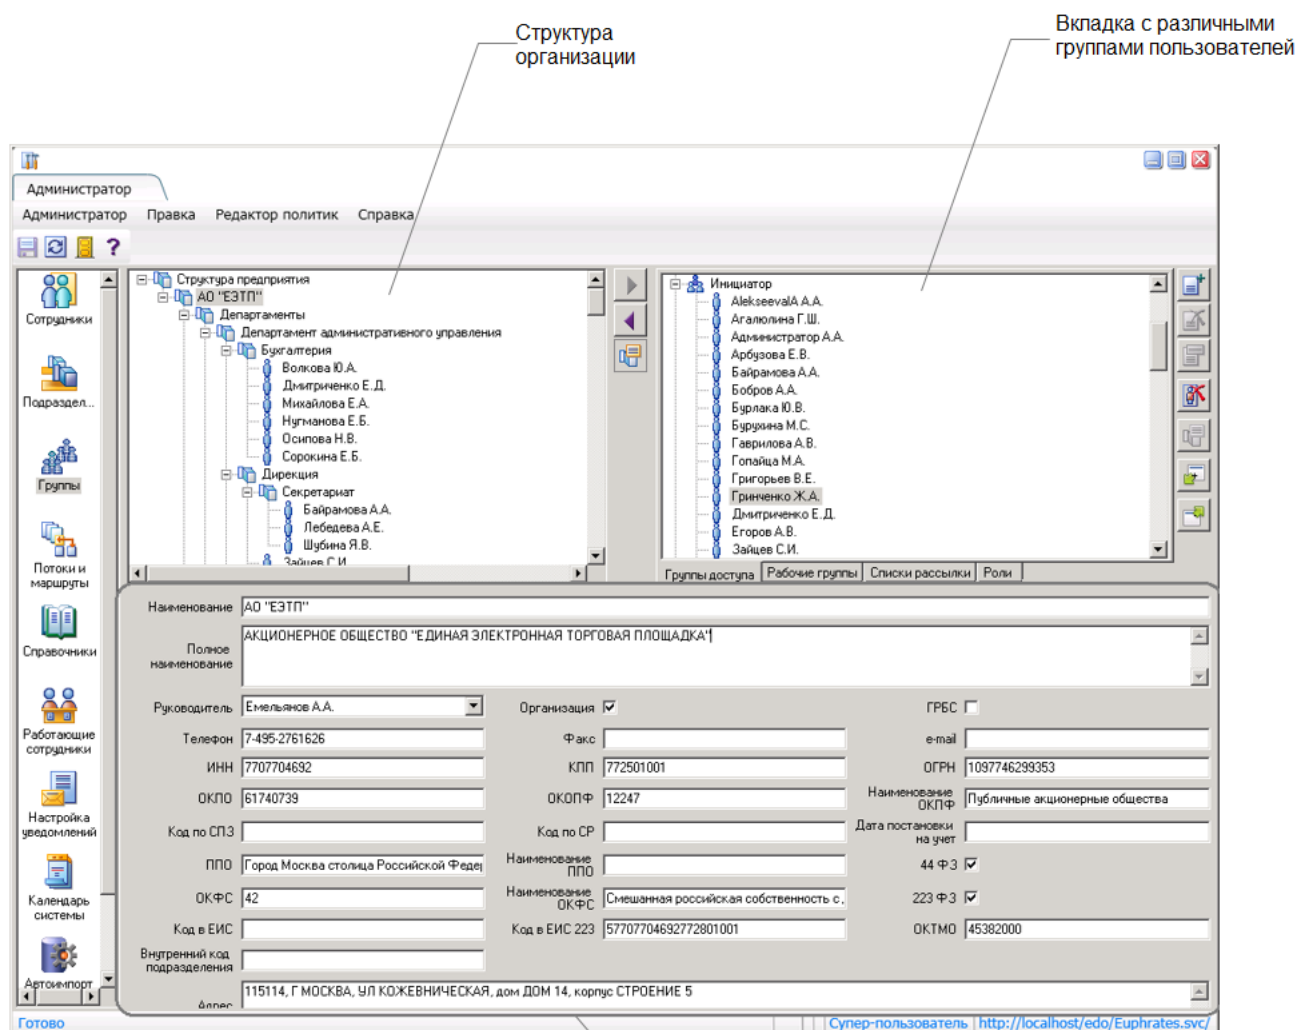 Структура
организации
Вкладка с различными
группами пользователей
Администратор
Администратор Правка Редактор политик Справка
?
Сотрудники
Подраздел...
Группы
Потоки и
маршруты
Справочники
Работающие
сотрудники
Настройка
уведомлений
Календарь
системы
Автоимпорт
Структура предприятия
АО "ЕЭТП"
Департаменты
Департамент административного управления
Бухгалтерия
Волкова Ю.А.
Дмитриченко Е.Д.
Михайлова Е.А.
Нугманова Е.Б.
Осипова Н.В.
Сорокина Е.Б.
Дирекция
Секретариат
Байрамова А.А.
Лебедева А.Е.
Шубина Я.В.
Зайцев С.И.
Инициатор
AlekseevaIA А.А.
Агалюлина Г.Ш.
Администратор А.А.
Арбузова Е.В.
Байрамова А.А.
Бобров А.А.
Бурлака Ю.В.
Бурухина М.С.
Гаврилова А.В.
Гопайца М.А.
Григорьев В.Е.
Гринченко Ж.А.
Дмитриченко Е.Д.
Егоров А.В.
Зайцев С.И.
Группы доступа Рабочие группы Списки рассылки Роли
Наименование АО "ЕЭТП"
Полное
наименование
АКЦИОНЕРНОЕ ОБЩЕСТВО "ЕДИНАЯ ЭЛЕКТРОННАЯ ТОРГОВАЯ ПЛОЩАДКА"
Руководитель Емельянов А.А. Организация ГРБС
Телефон 7-495-2761626 Факс e-mail
ИНН 7707704692 КПП 772501001 ОГРН 1097746299353
ОКПО 61740739 ОКОПФ 12247 Наименование
ОКПФ Публичные акционерные общества
Код по СПЗ Код по СР Дата постановки
на учет
ППО Город Москва столица Российской Федер Наименование
ППО 44 ФЗ
ОКФС 42 Наименование
ОКФС Смешанная российская собственность с, 223 ФЗ
Код в ЕИС Код в ЕИС 223 57707704692772801001 ОКТМО 45382000
Внутренний код
подразделения
Адрес 115114, Г МОСКВА, УЛ КОЖЕВНИЧЕСКАЯ, дом ДОМ 14, корпус СТРОЕНИЕ 5
Готово Супер-пользователь http://localhost/edo/Euphrates.svc/